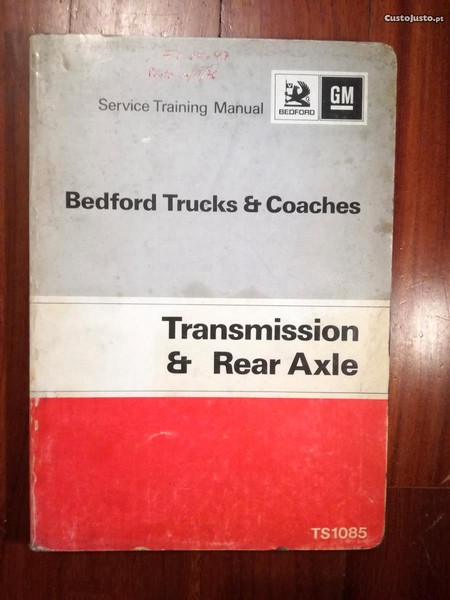 CustoJusto.pt
Service Training Manual
BEDFORD
GM
Bedford Trucks & Coaches
Transmission
& Rear Axle
TS1085